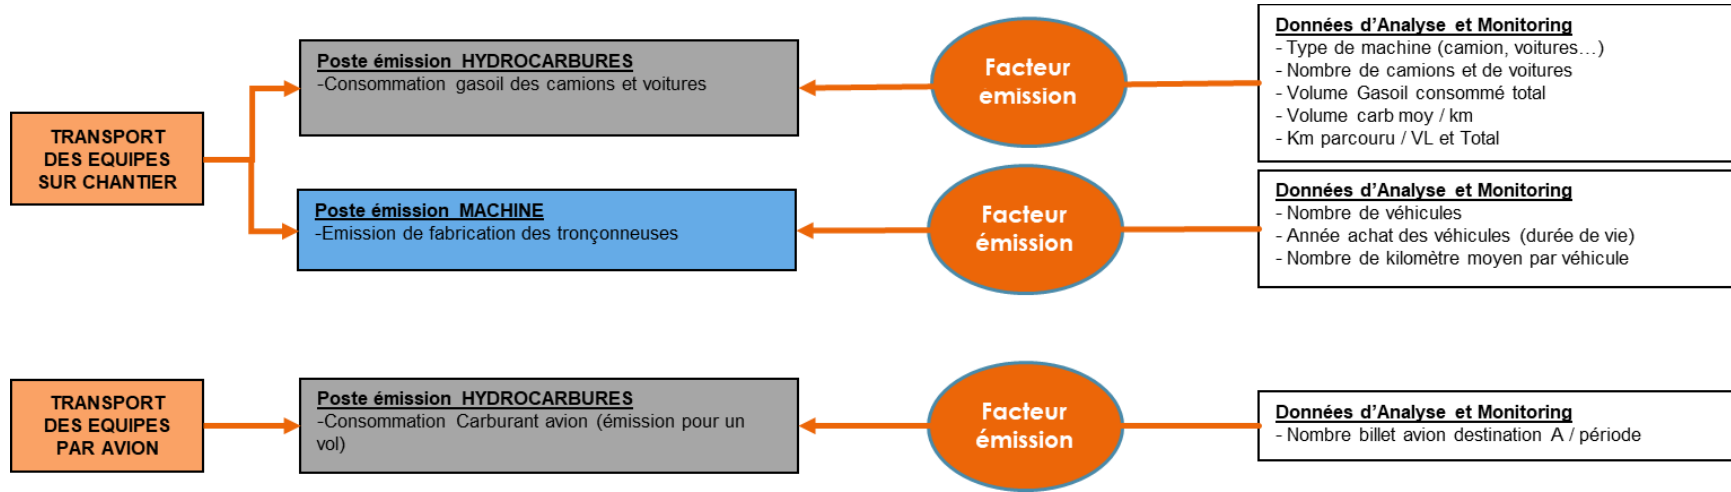 TRANSPORT
DES EQUIPES
SUR CHANTIER
Poste émission HYDROCARBURES
-Consommation gasoil des camions et voitures
Facteur
emission
Données d'Analyse et Monitoring
- Type de machine (camion, voitures…)
- Nombre de camions et de voitures
- Volume Gasoil consommé total
- Volume carb moy / km
- Km parcouru / VL et Total
Poste émission MACHINE
-Emission de fabrication des tronçonneuses
Facteur
émission
Données d'Analyse et Monitoring
- Nombre de véhicules
- Année achat des véhicules (durée de vie)
- Nombre de kilomètre moyen par véhicule
TRANSPORT
DES EQUIPES
PAR AVION
Poste émission HYDROCARBURES
-Consommation Carburant avion (émission pour un
vol)
Facteur
émission
Données d'Analyse et Monitoring
- Nombre billet avion destination A / période